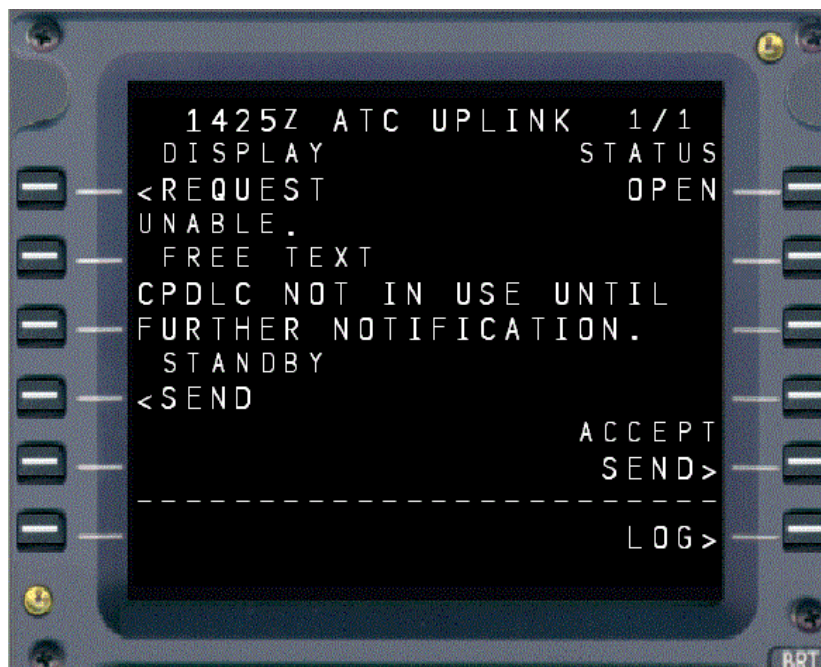 1425Z ATC UPLINK 1/1
DISPLAY STATUS
<REQUEST OPEN
UNABLE.
FREE TEXT
CPDLC NOT IN USE UNTIL
FURTHER NOTIFICATION.
STANDBY
<SEND
ACCEPT
SEND>
LOG>
BRT